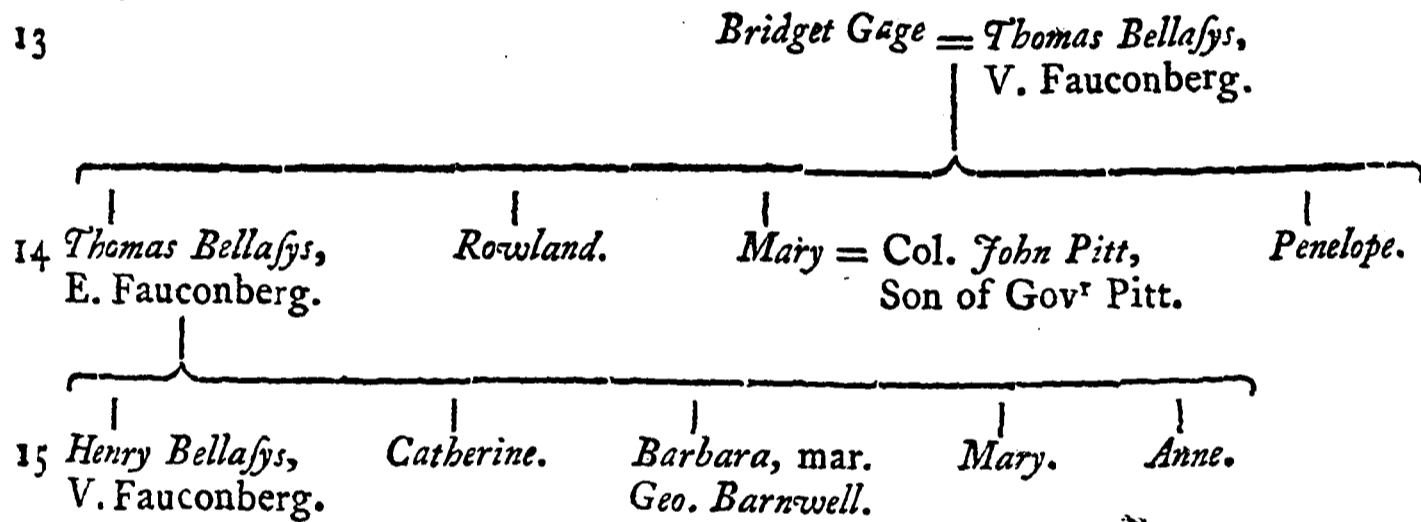 13 Bridget Gage = Thomas Bellaſys,
V. Fauconberg.
14 Thomas Bellaſys, Rowland. Mary = Col. John Pitt, Penelope.
E. Fauconberg. Son of Govʳ Pitt.
15 Henry Bellaſys, Catherine. Barbara, mar. Mary. Anne.
V. Fauconberg. Geo. Barnwell.